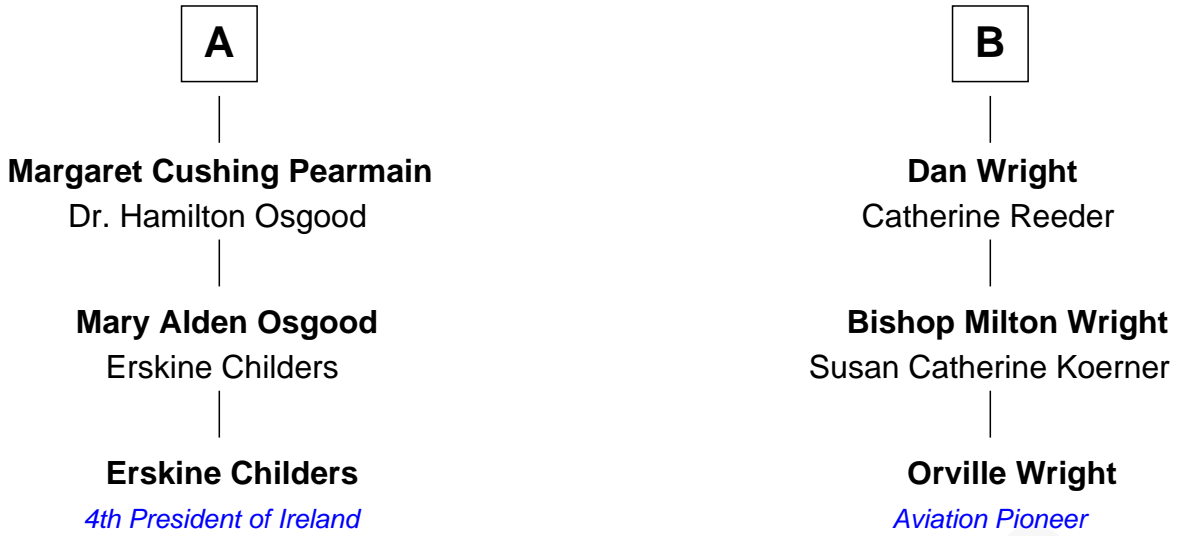 A
Margaret Cushing Pearmain
Dr. Hamilton Osgood
Mary Alden Osgood
Erskine Childers
Erskine Childers
4th President of Ireland
B
Dan Wright
Catherine Reeder
Bishop Milton Wright
Susan Catherine Koerner
Orville Wright
Aviation Pioneer